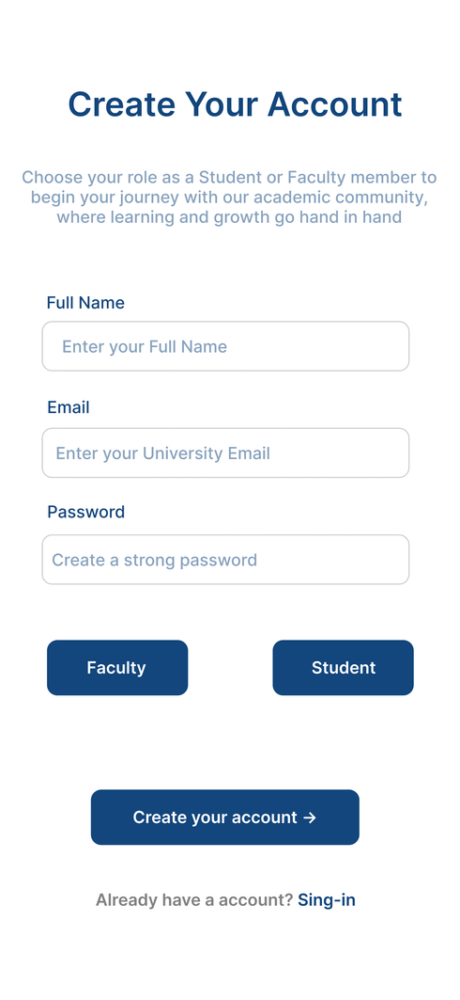 Create Your Account
Choose your role as a Student or Faculty member to
begin your journey with our academic community,
where learning and growth go hand in hand
Full Name
Enter your Full Name
Email
Enter your University Email
Password
Create a strong password
Faculty
Student
Create your account →
Already have a account? Sing-in